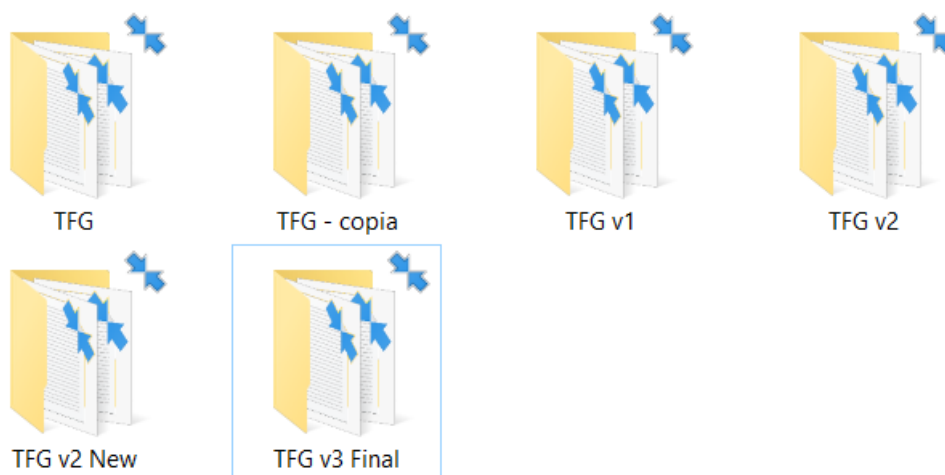 TFG
TFG - copia
TFG v1
TFG v2
TFG v2 New
TFG v3 Final